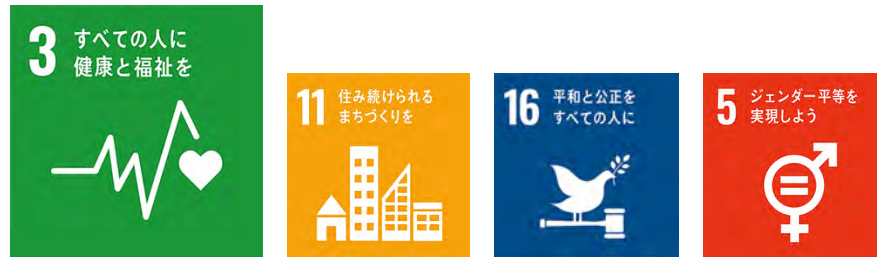 3 すべての人に
健康と福祉を
11 住み続けられる
まちづくりを
16 平和と公正を
すべての人に
5 ジェンダー平等を
実現しよう